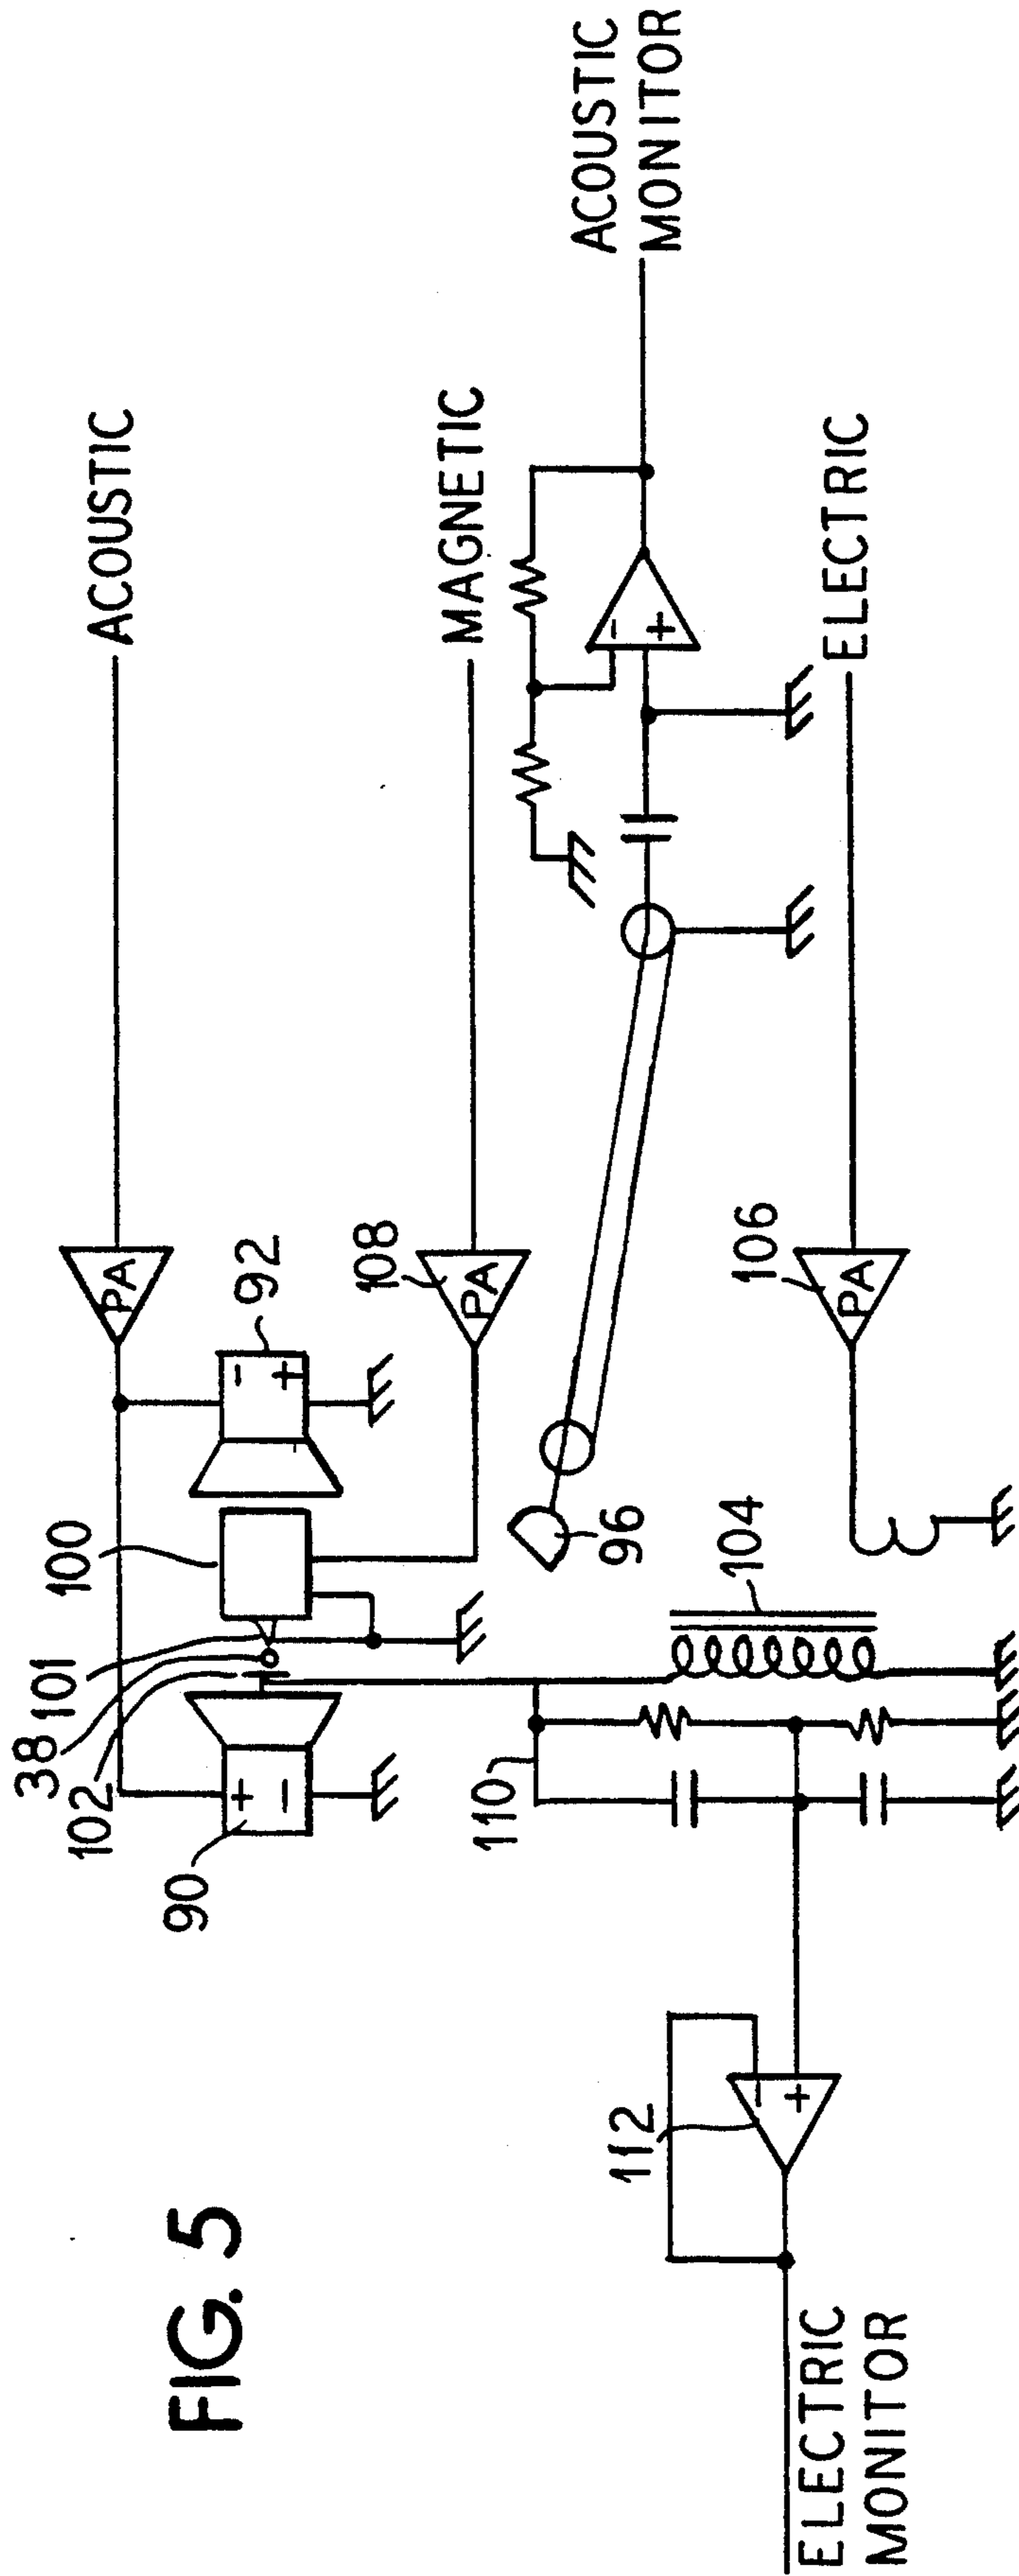 FIG. 5
ACOUSTIC
MAGNETIC
ACOUSTIC
MONITOR
ELECTRIC
ELECTRIC
MONITOR
PA
PA
PA
38
90
92
96
100
101
102
104
106
108
110
112
+
-
-
+
-
+
-
+